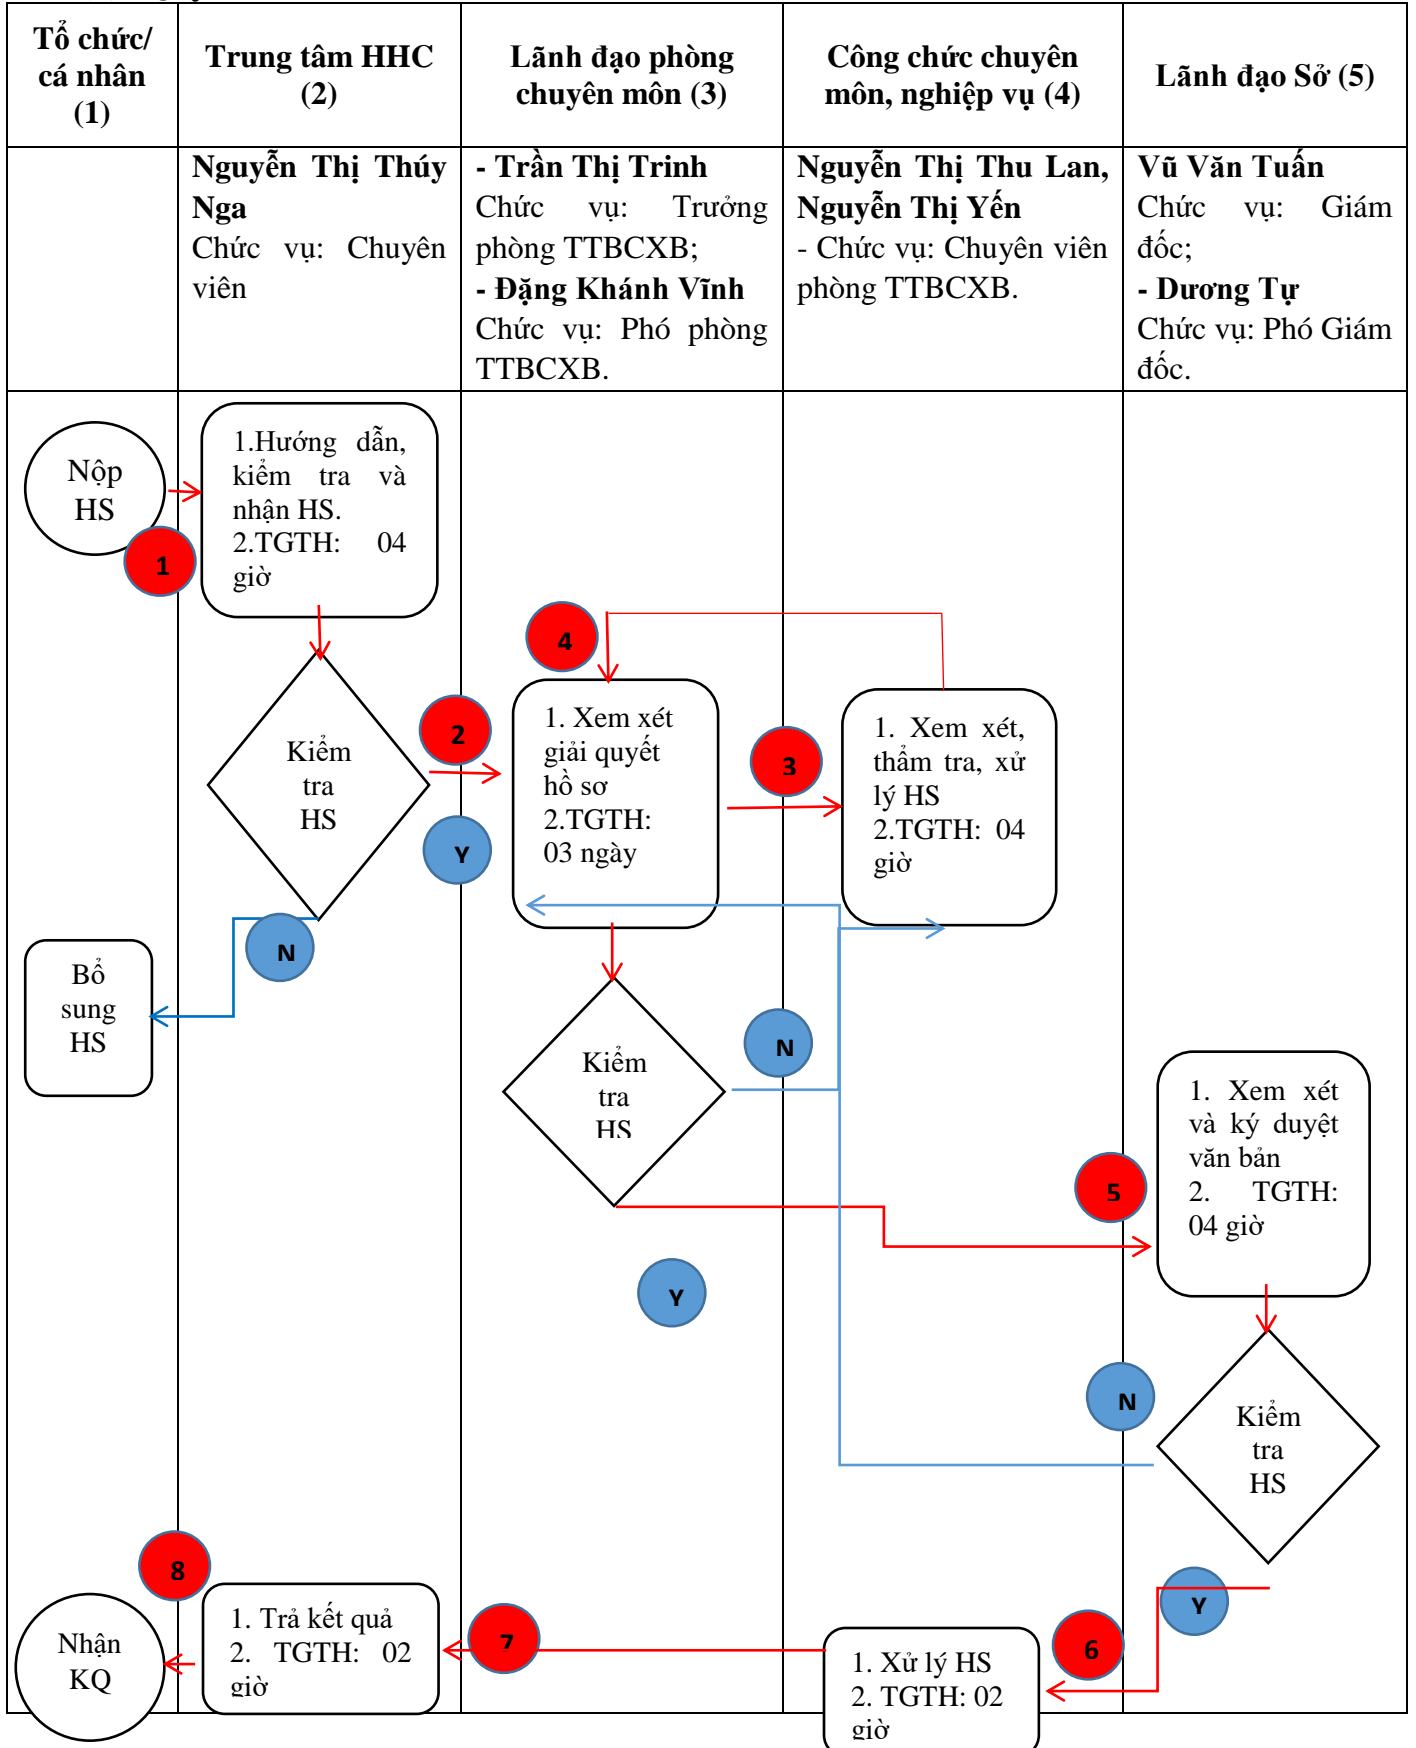 Tổ chức/
cá nhân
(1)
Trung tâm HHC
(2)
Lãnh đạo phòng
chuyên môn (3)
Công chức chuyên
môn, nghiệp vụ (4)
Lãnh đạo Sở (5)
Nguyễn Thị Thúy
Nga
Chức vụ: Chuyên
viên
- Trần Thị Trinh
Chức vụ: Trưởng
phòng TTBCXB;
- Đặng Khánh Vĩnh
Chức vụ: Phó phòng
TTBCXB.
Nguyễn Thị Thu Lan,
Nguyễn Thị Yến
- Chức vụ: Chuyên viên
phòng TTBCXB.
Vũ Văn Tuấn
Chức vụ: Giám
đốc;
- Dương Tự
Chức vụ: Phó Giám
đốc.
Nộp
HS
1
1.Hướng dẫn,
kiểm tra và
nhận HS.
2.TGTH: 04
giờ
Kiểm
tra
HS
2
Y
N
Bổ
sung
HS
4
1. Xem xét
giải quyết
hồ sơ
2.TGTH:
03 ngày
3
1. Xem xét,
thẩm tra, xử
lý HS
2.TGTH: 04
giờ
Kiểm
tra
HS
N
Y
5
1. Xem xét
và ký duyệt
văn bản
2. TGTH:
04 giờ
N
Kiểm
tra
HS
Y
6
1. Xử lý HS
2. TGTH: 02
giờ
7
1. Trả kết quả
2. TGTH: 02
giờ
8
Nhận
KQ